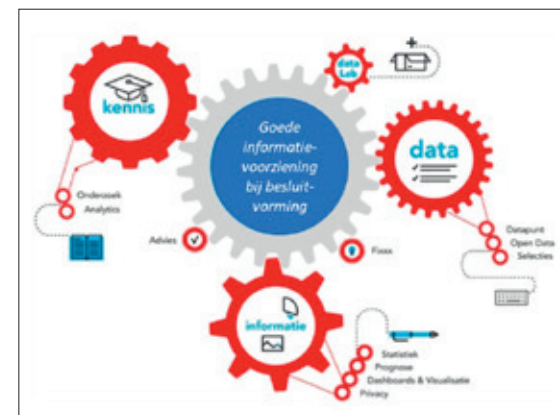 kennis
data
Lab
Goede
informatie-
voorziening
bij besluit-
vorming
data
Onderzoek
Analytics
Advies
Fixxx
Datapunt
Open Data
Selecties
informatie
Statistiek
Prognose
Dashboards & Visualisatie
Privacy